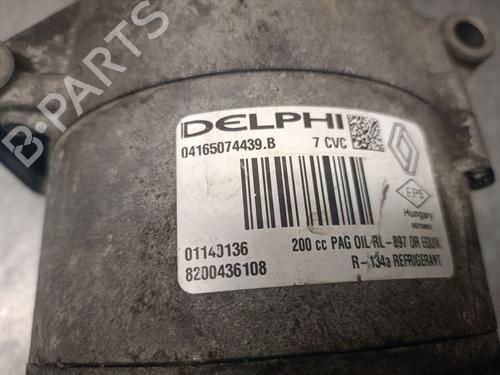 B-PARTS
DELPHI
04165074439.B 7 CVC
EPS
Hungary
01140136
8200436108
200 cc PAG OIL RL-897 OR EQUIV.
R-134a REFRIGERANT